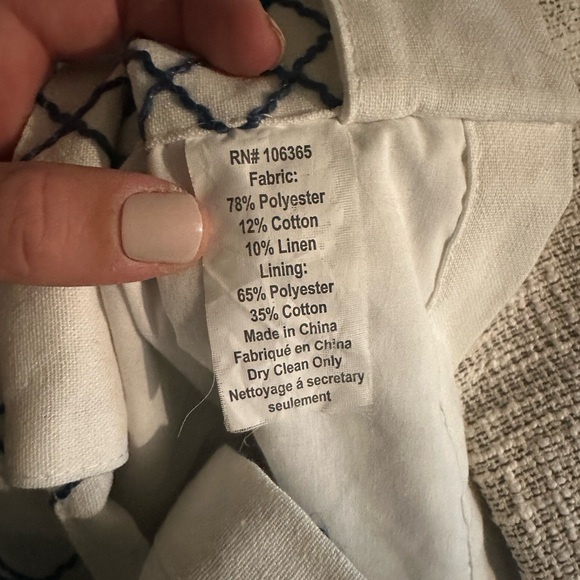 RN# 106365
Fabric:
78% Polyester
12% Cotton
10% Linen
Lining:
65% Polyester
35% Cotton
Made in China
Fabriqué en China
Dry Clean Only
Nettoyage á secretary
seulement